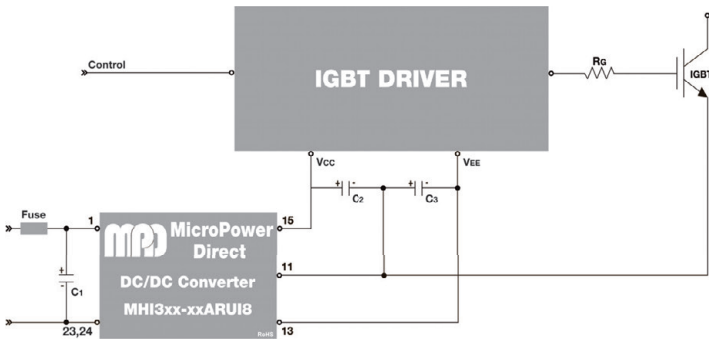 Control
IGBT DRIVER
RG
IGBT
VCC
VEE
+ -
C2
+ -
C3
Fuse
1
15
MPD MicroPower
Direct
11
+
-
C1
DC/DC Converter
MHI3xx-xxARUI8
23,24
RoHS
13